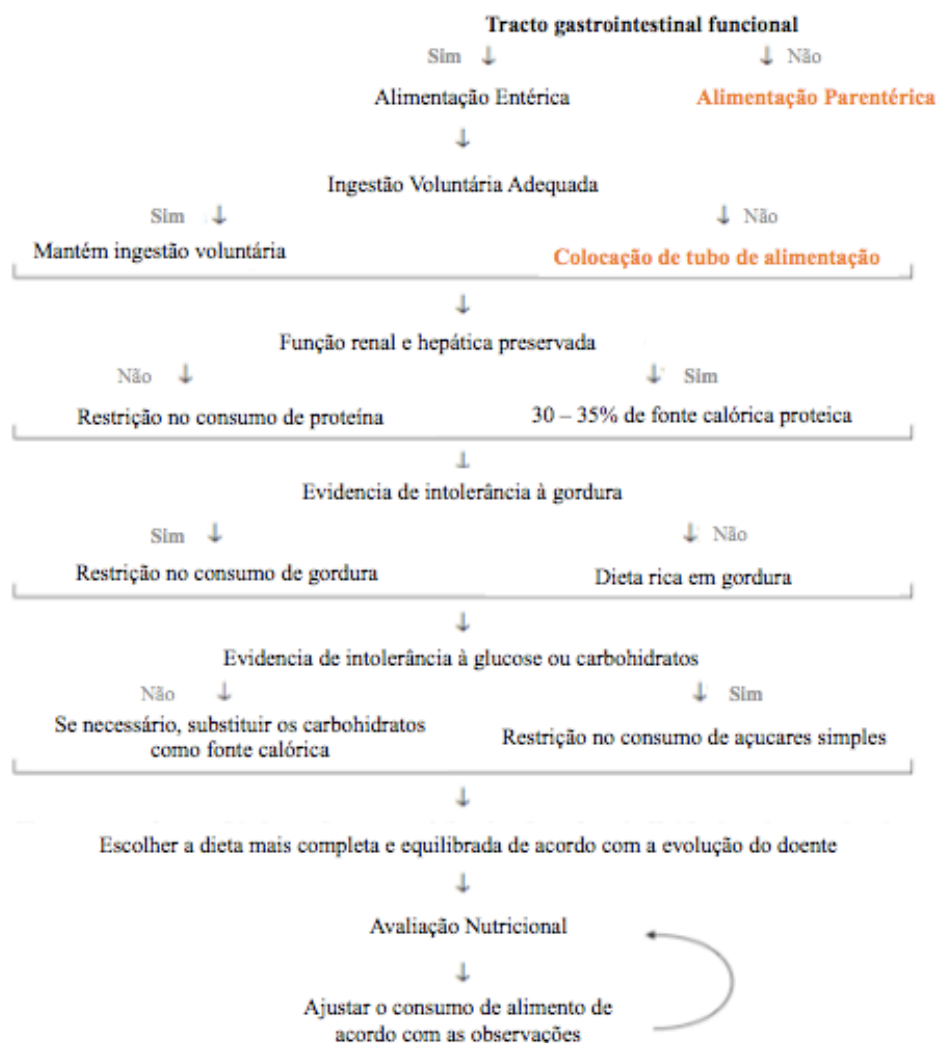 Tracto gastrointestinal funcional
Sim ↓ ↓ Não
Alimentação Entérica Alimentação Parentérica
↓
Ingestão Voluntária Adequada
Sim ↓ ↓ Não
Mantém ingestão voluntária Colocação de tubo de alimentação
↓
Função renal e hepática preservada
Não ↓ ↓ Sim
Restrição no consumo de proteína 30 – 35% de fonte calórica proteica
↓
Evidencia de intolerância à gordura
Sim ↓ ↓ Não
Restrição no consumo de gordura Dieta rica em gordura
↓
Evidencia de intolerância à glucose ou carbohidratos
Não ↓ ↓ Sim
Se necessário, substituir os carbohidratos
como fonte calórica
Restrição no consumo de açucares simples
↓
Escolher a dieta mais completa e equilibrada de acordo com a evolução do doente
↓
Avaliação Nutricional
↓
Ajustar o consumo de alimento de
acordo com as observações